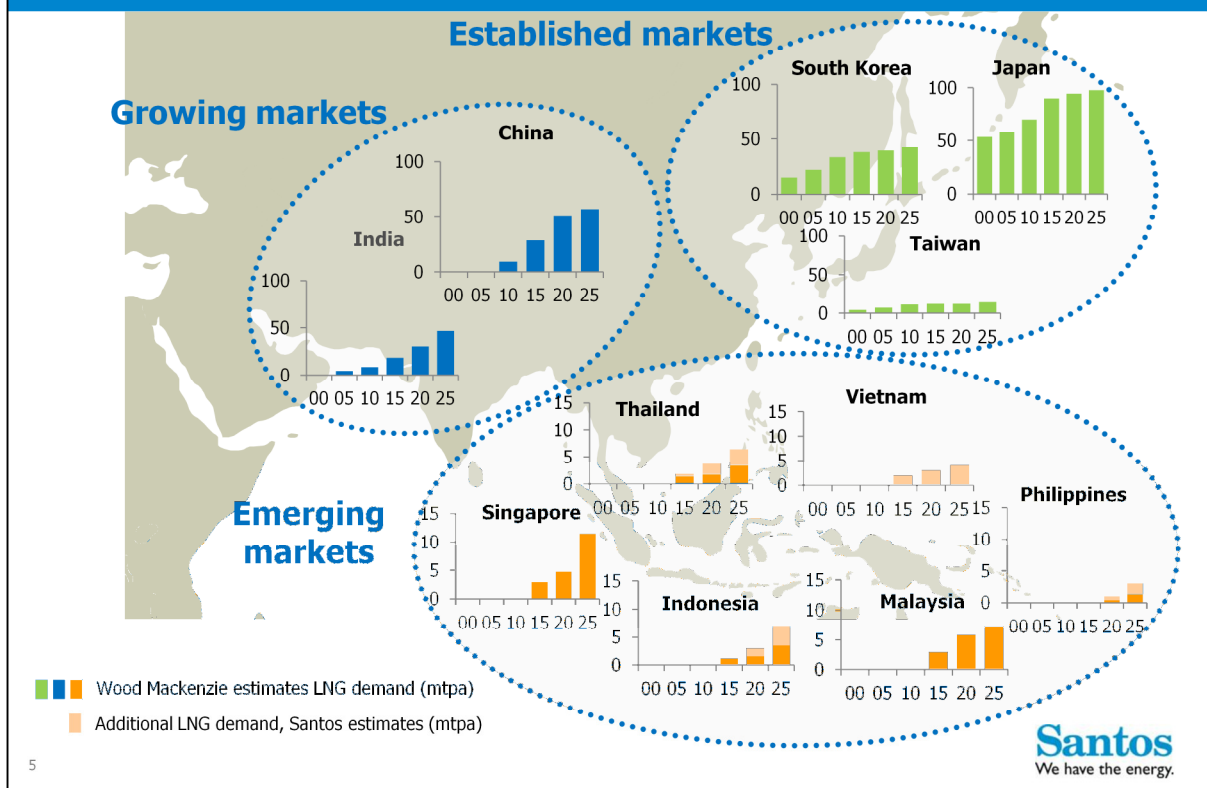 Established markets
South Korea
100
50
0
00 05 10 15 20 25
Japan
100
50
0
00 05 10 15 20 25
Taiwan
100
50
0
00 05 10 15 20 25
Growing markets
China
100
50
0
00 05 10 15 20 25
India
100
50
0
00 05 10 15 20 25
Emerging
markets
Thailand
15
10
5
0
00 05 10 15 20 25
Vietnam
15
10
5
0
00 05 10 15 20 25
Philippines
15
10
5
0
00 05 10 15 20 25
Singapore
15
10
5
0
00 05 10 15 20 25
Indonesia
15
10
5
0
00 05 10 15 20 25
Malaysia
15
10
5
0
00 05 10 15 20 25
Wood Mackenzie estimates LNG demand (mtpa)
Additional LNG demand, Santos estimates (mtpa)
5
Santos
We have the energy.